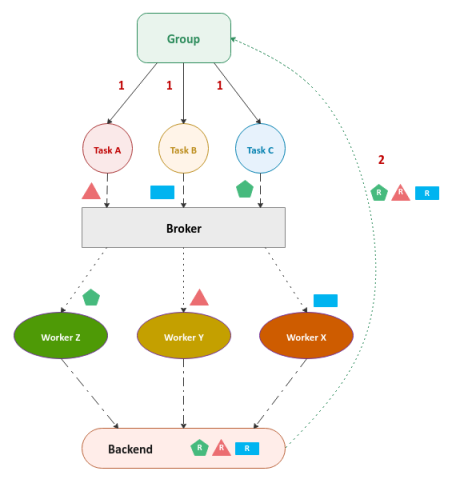 Group
1 1 1
Task A Task B Task C
2
R R R
Broker
Worker Z Worker Y Worker X
Backend R R R